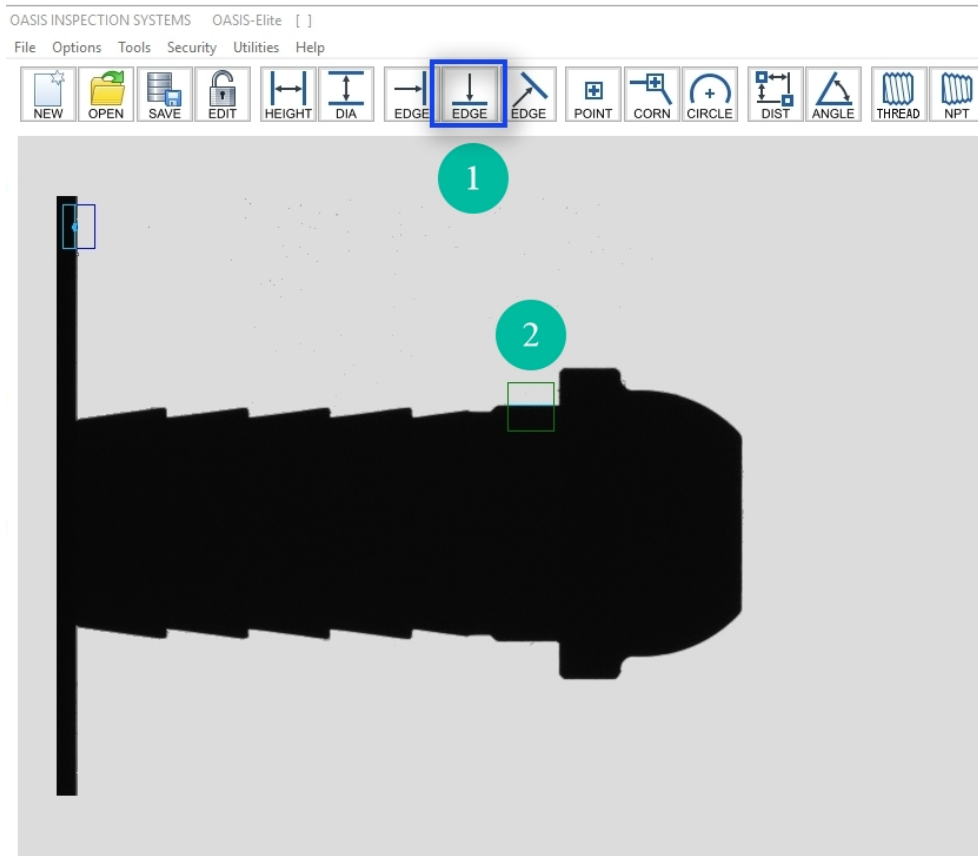 OASIS INSPECTION SYSTEMS OASIS-Elite [ ]
File Options Tools Security Utilities Help
NEW OPEN SAVE EDIT HEIGHT DIA EDGE EDGE EDGE POINT CORN CIRCLE DIST ANGLE THREAD NPT
1
2